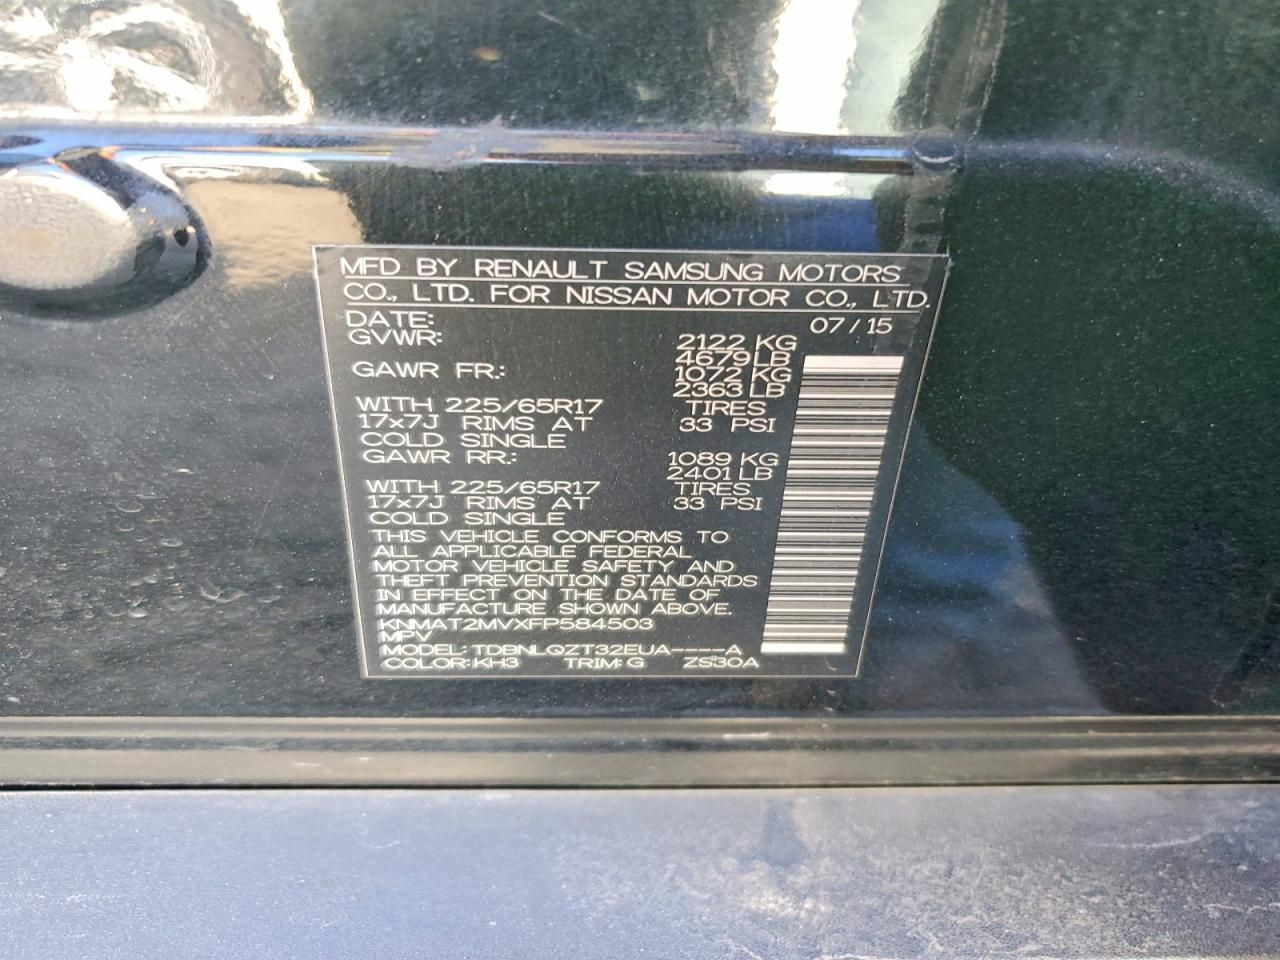 MFD BY RENAULT SAMSUNG MOTORS
CO., LTD. FOR NISSAN MOTOR CO., LTD.
DATE: 07/15
GVWR: 2122 KG
4679 LB
GAWR FR.: 1072 KG
2363 LB
WITH 225/65R17 TIRES
17x7J RIMS AT 33 PSI
COLD SINGLE
GAWR RR.: 1089 KG
2401 LB
WITH 225/65R17 TIRES
17x7J RIMS AT 33 PSI
COLD SINGLE
THIS VEHICLE CONFORMS TO
ALL APPLICABLE FEDERAL
MOTOR VEHICLE SAFETY AND
THEFT PREVENTION STANDARDS
IN EFFECT ON THE DATE OF
MANUFACTURE SHOWN ABOVE.
KNMAT2MVXFP584503
MPV
MODEL: TDBNLQZT32EUA----A
COLOR: KH3 TRIM: G ZS30A